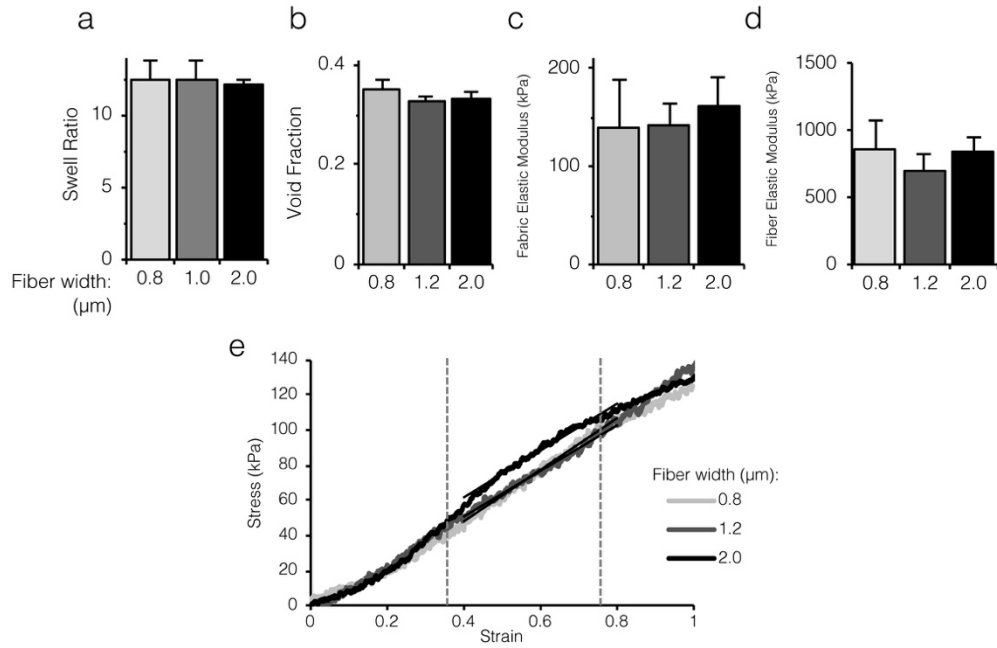 a
Swell Ratio
10
5
0
Fiber width:
(µm)
0.8 1.0 2.0
b
Void Fraction
0.4
0.2
0
0.8 1.2 2.0
c
Fabric Elastic Modulus (kPa)
200
100
0
0.8 1.2 2.0
d
Fiber Elastic Modulus (kPa)
1500
1000
500
0
0.8 1.2 2.0
e
Stress (kPa)
140
120
100
80
60
40
20
0
0 0.2 0.4 0.6 0.8 1
Strain
Fiber width (µm):
0.8
1.2
2.0